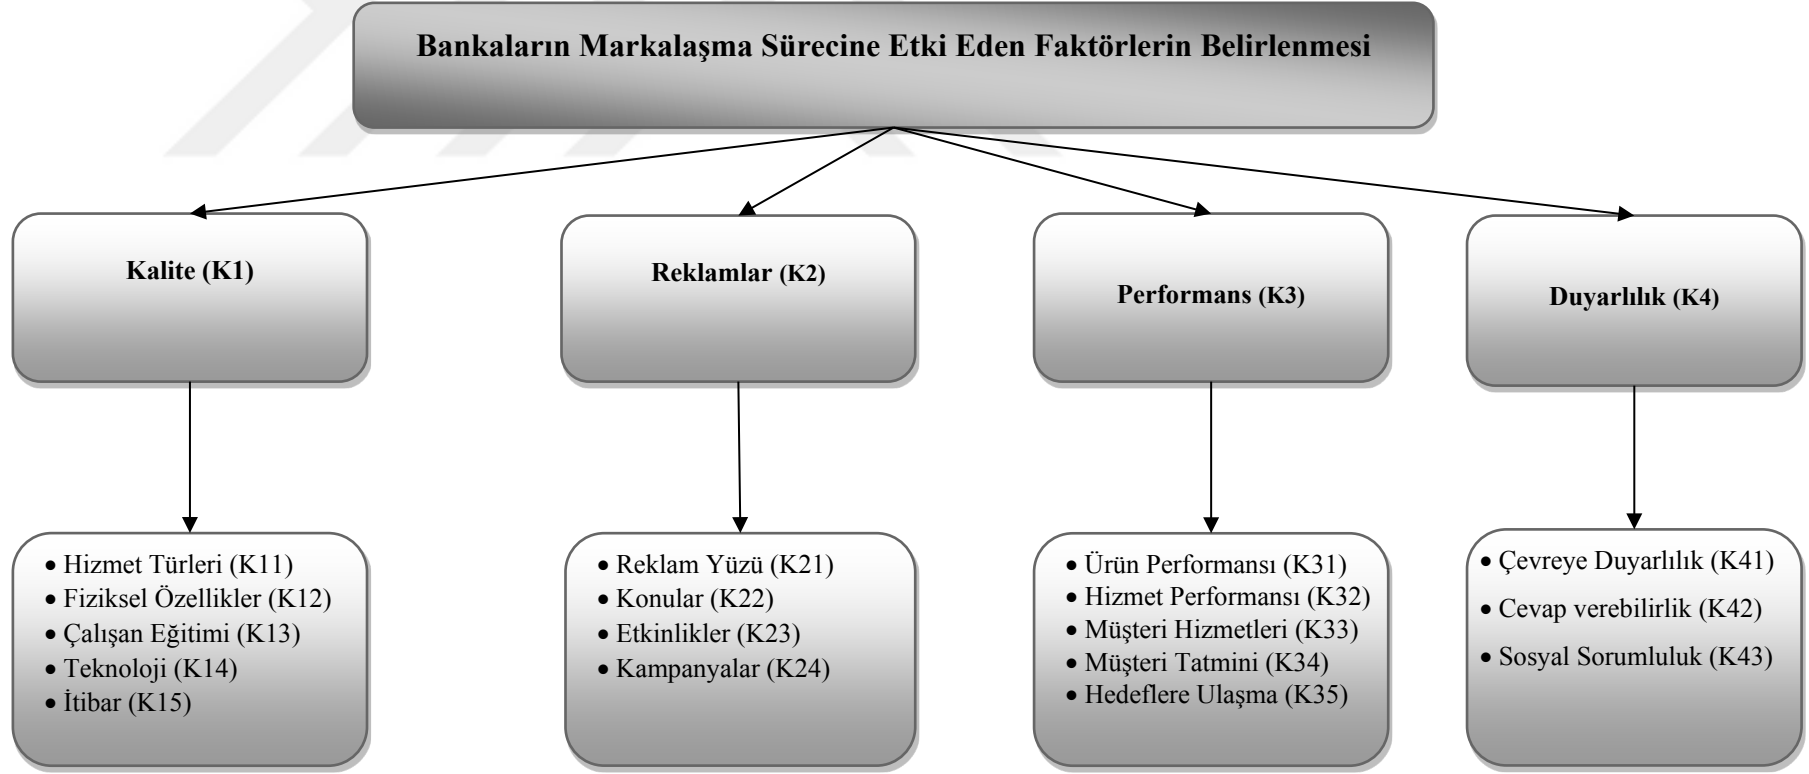 Bankaların Markalaşma Sürecine Etki Eden Faktörlerin Belirlenmesi
Kalite (K1)
Reklamlar (K2)
Performans (K3)
Duyarlılık (K4)
• Hizmet Türleri (K11)
• Fiziksel Özellikler (K12)
• Çalışan Eğitimi (K13)
• Teknoloji (K14)
• İtibar (K15)
• Reklam Yüzü (K21)
• Konular (K22)
• Etkinlikler (K23)
• Kampanyalar (K24)
• Ürün Performansı (K31)
• Hizmet Performansı (K32)
• Müşteri Hizmetleri (K33)
• Müşteri Tatmini (K34)
• Hedeflere Ulaşma (K35)
• Çevreye Duyarlılık (K41)
• Cevap verebilirlik (K42)
• Sosyal Sorumluluk (K43)